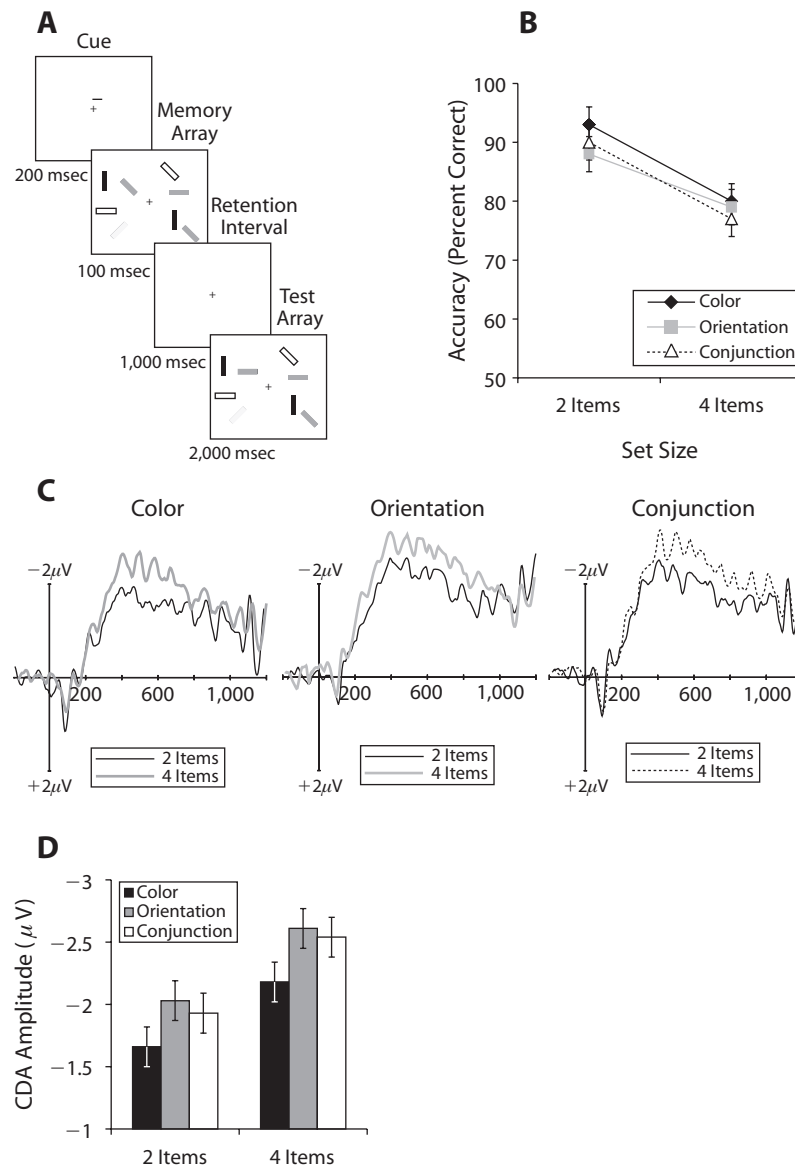 A
Cue
200 msec
Memory
Array
100 msec
Retention
Interval
1,000 msec
Test
Array
2,000 msec
B
Accuracy (Percent Correct)
100
90
80
70
60
50
Color
Orientation
Conjunction
2 Items
4 Items
Set Size
C
Color
−2μV
200
600
1,000
2 Items
4 Items
+2μV
Orientation
−2μV
200
600
1,000
2 Items
4 Items
+2μV
Conjunction
−2μV
200
600
1,000
2 Items
4 Items
+2μV
D
CDA Amplitude (μV)
−3
−2.5
−2
−1.5
−1
Color
Orientation
Conjunction
2 Items
4 Items